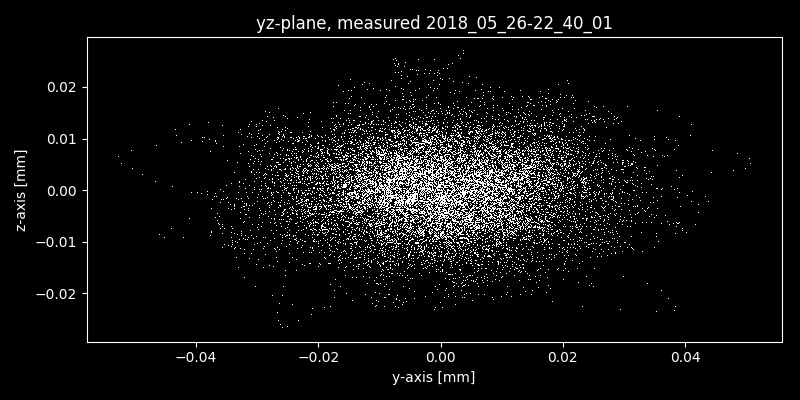 yz-plane, measured 2018_05_26-22_40_01
0.02
0.01
0.00
−0.01
−0.02
z-axis [mm]
−0.04 −0.02 0.00 0.02 0.04
y-axis [mm]